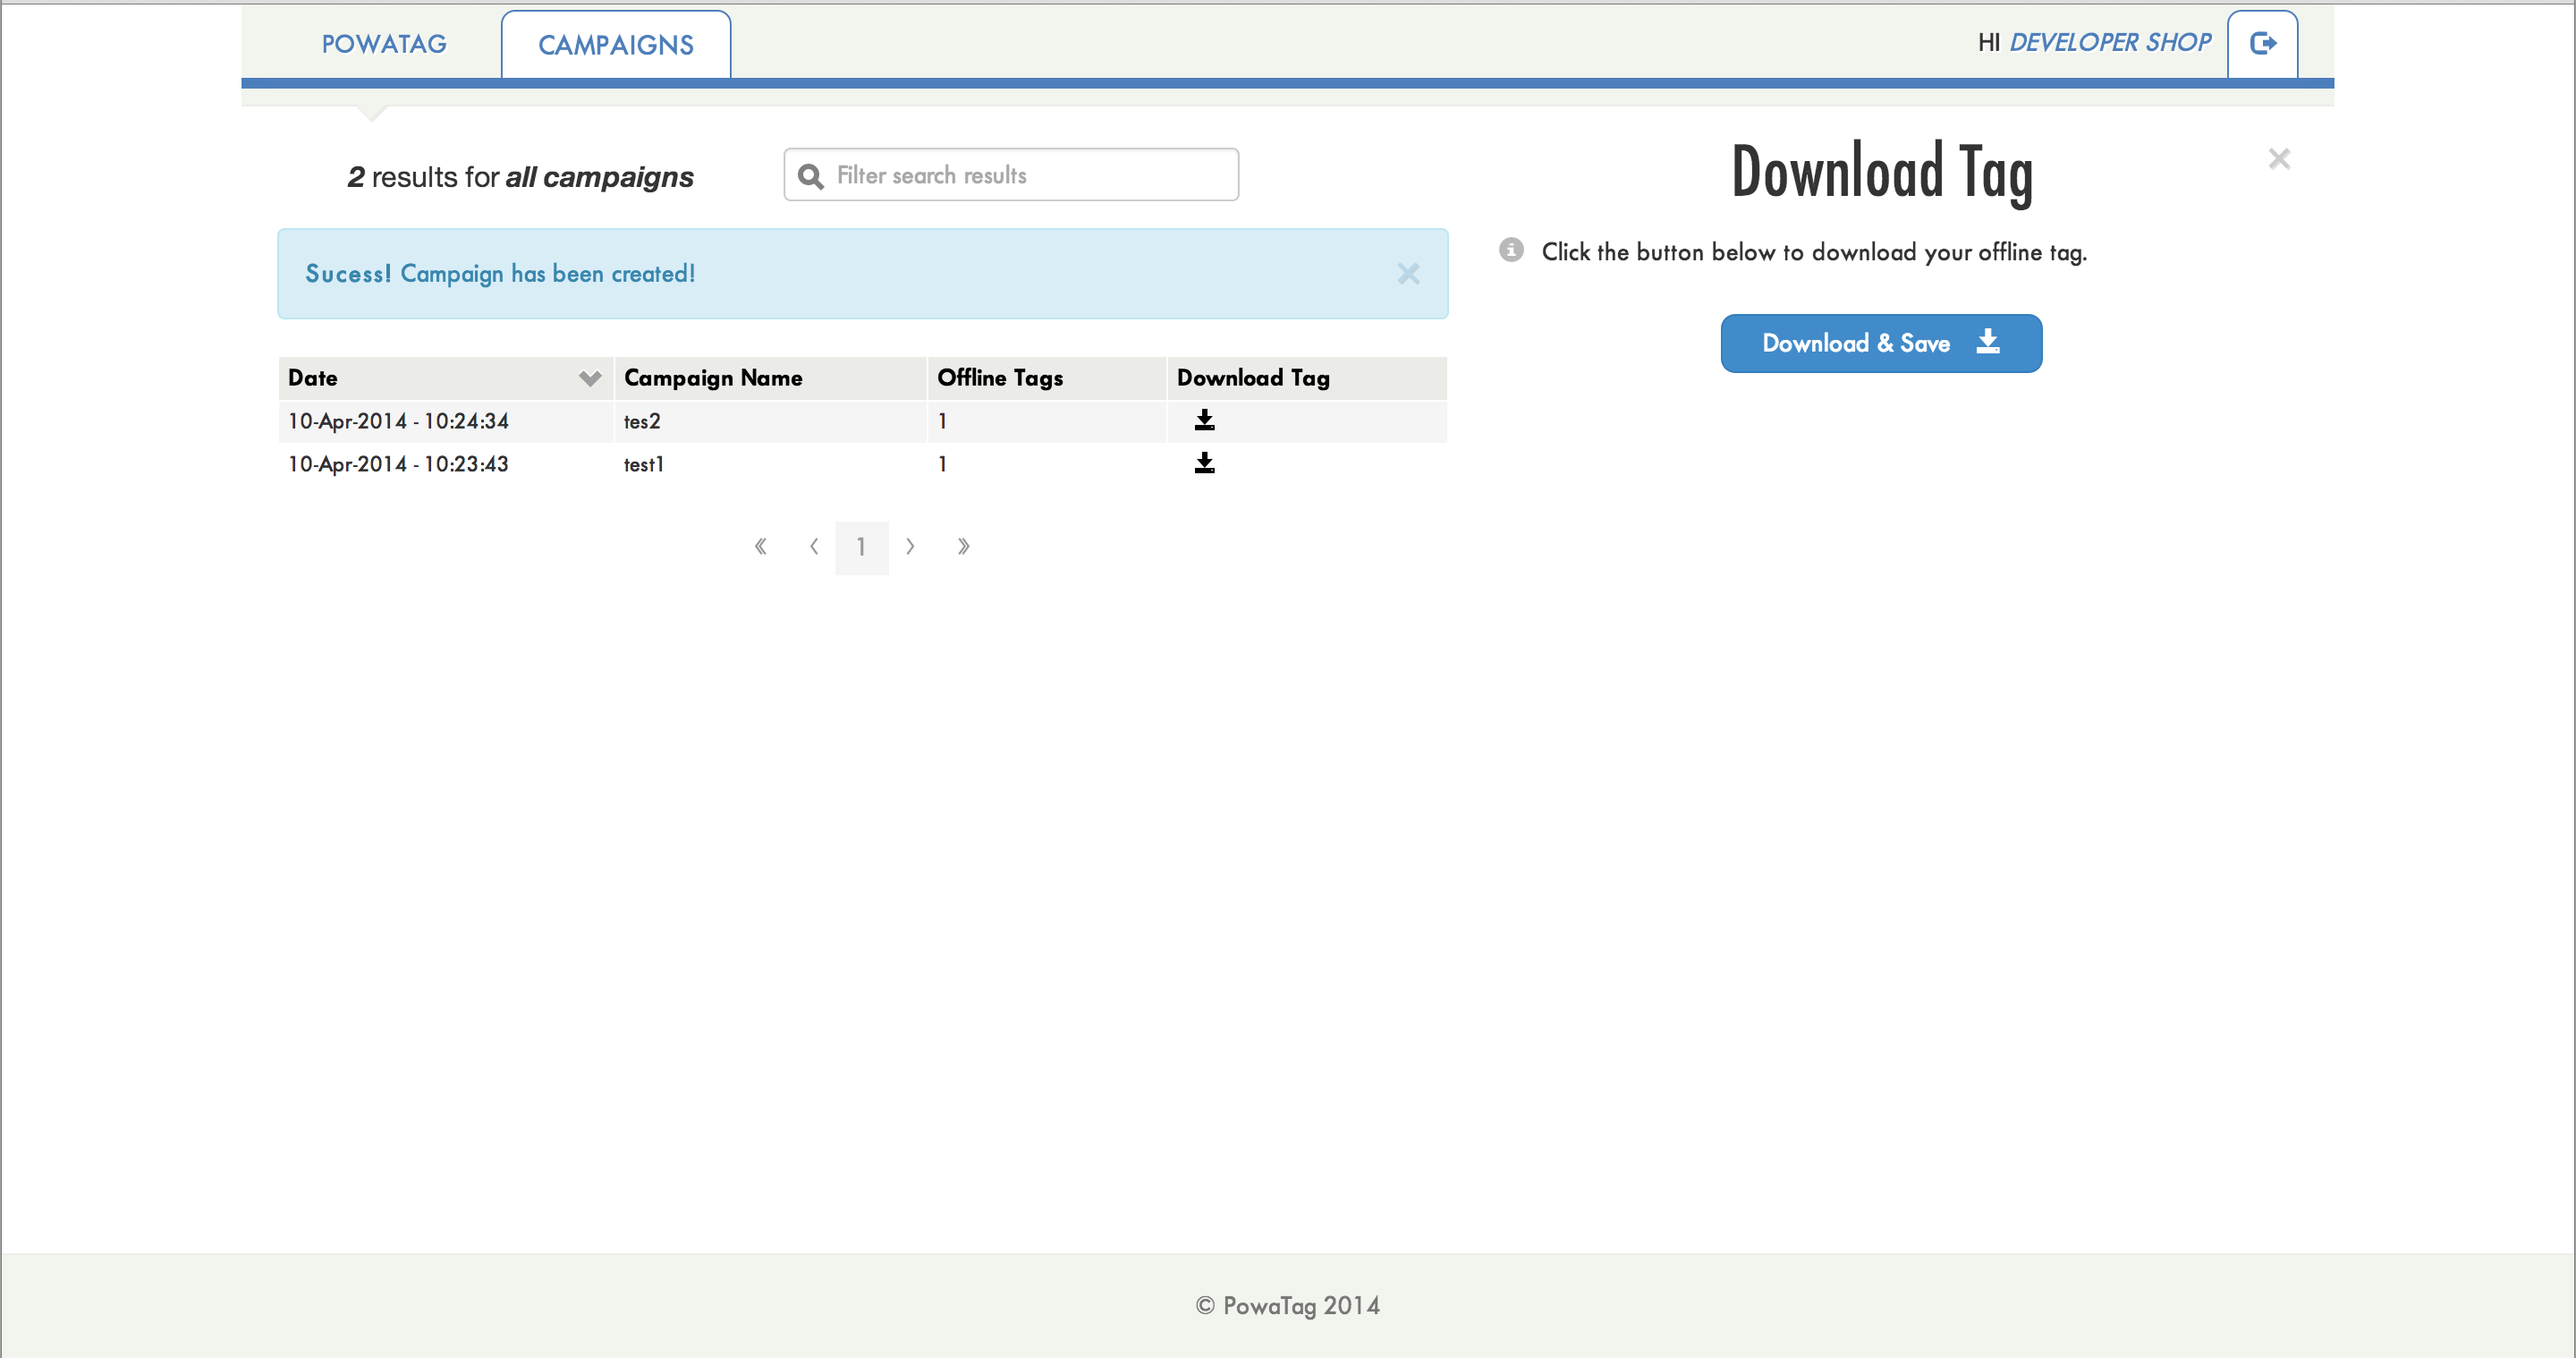 POWATAG
CAMPAIGNS
HI DEVELOPER SHOP
2 results for all campaigns
Filter search results
Sucess! Campaign has been created!
Date Campaign Name Offline Tags Download Tag
10-Apr-2014 - 10:24:34 tes2 1
10-Apr-2014 - 10:23:43 test1 1
« ‹ 1 › »
Download Tag
Click the button below to download your offline tag.
Download & Save
© PowaTag 2014